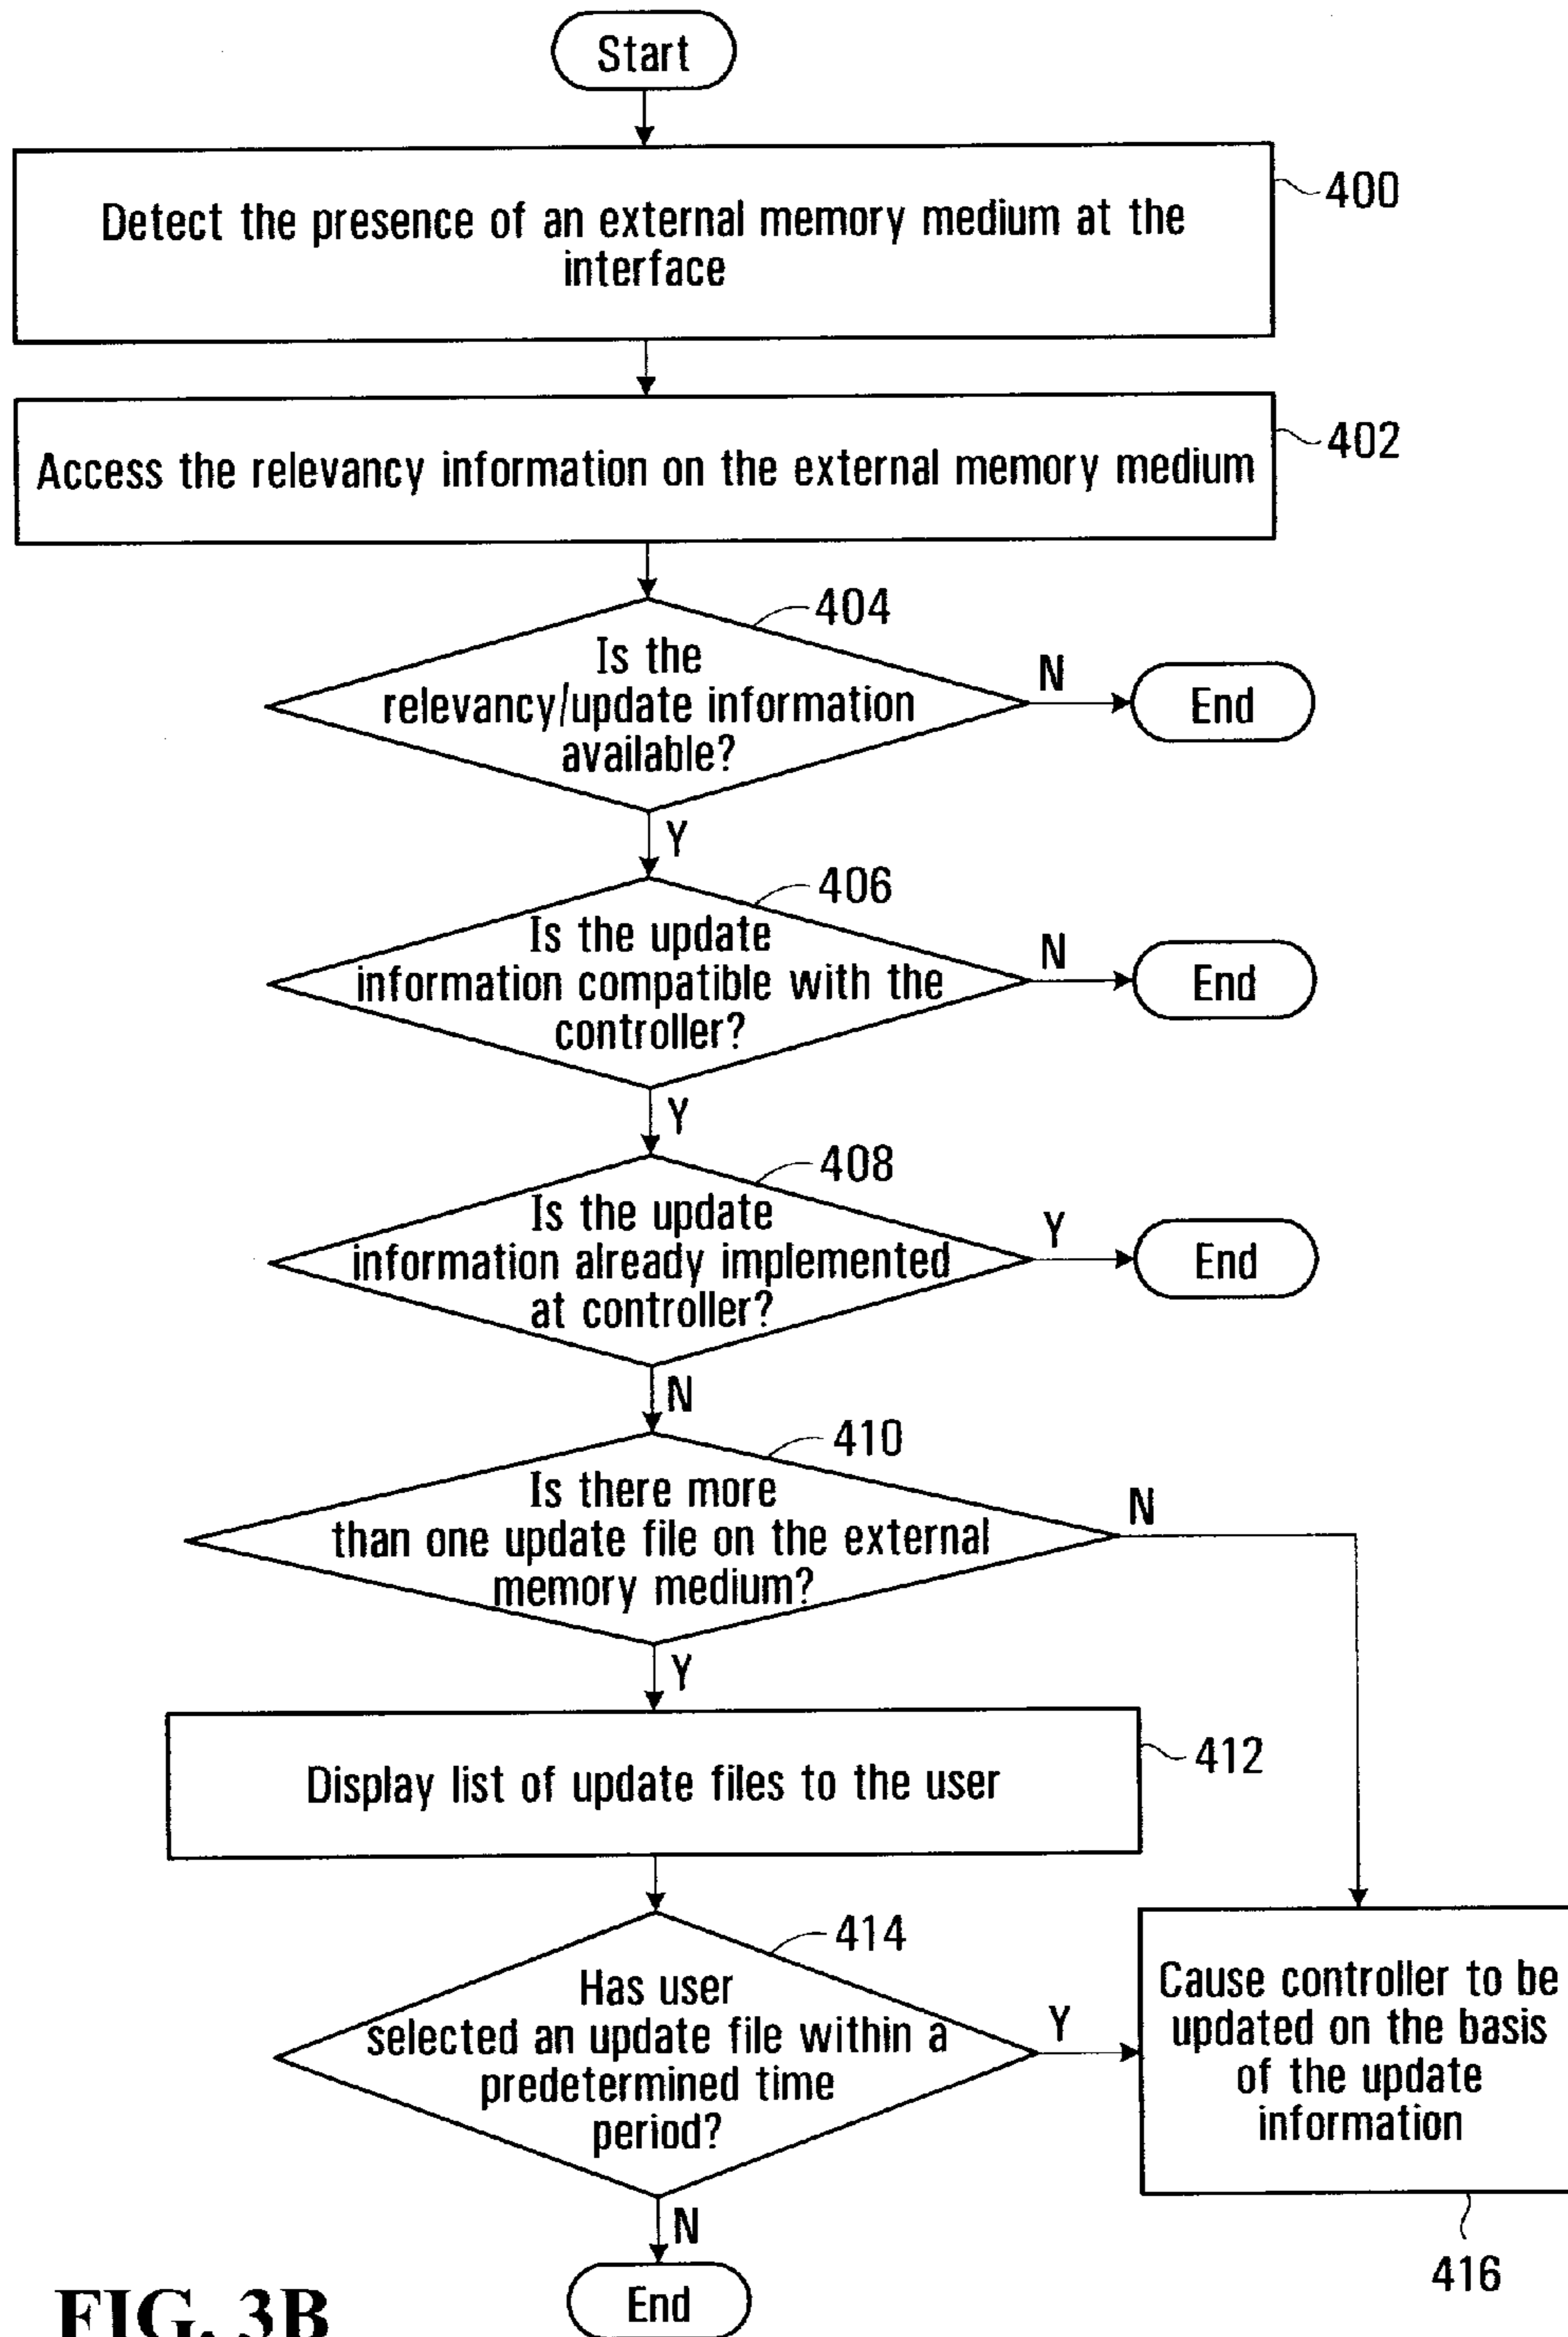 Start
Detect the presence of an external memory medium at the
interface
400
Access the relevancy information on the external memory medium
402
404
Is the
relevancy/update information
available?
N
End
Y
406
Is the update
information compatible with the
controller?
N
End
Y
408
Is the update
information already implemented
at controller?
Y
End
N
410
Is there more
than one update file on the external
memory medium?
N
Y
Display list of update files to the user
412
414
Has user
selected an update file within a
predetermined time
period?
Y
Cause controller to be
updated on the basis
of the update
information
416
N
End
FIG. 3B